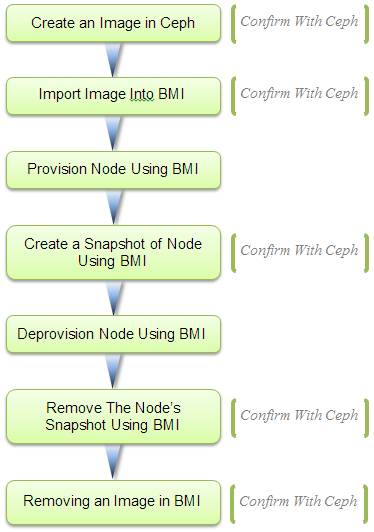 Create an Image in Ceph
Confirm With Ceph
Import Image Into BMI
Confirm With Ceph
Provision Node Using BMI
Create a Snapshot of Node
Using BMI
Confirm With Ceph
Deprovision Node Using BMI
Remove The Node's
Snapshot Using BMI
Confirm With Ceph
Removing an Image in BMI
Confirm With Ceph